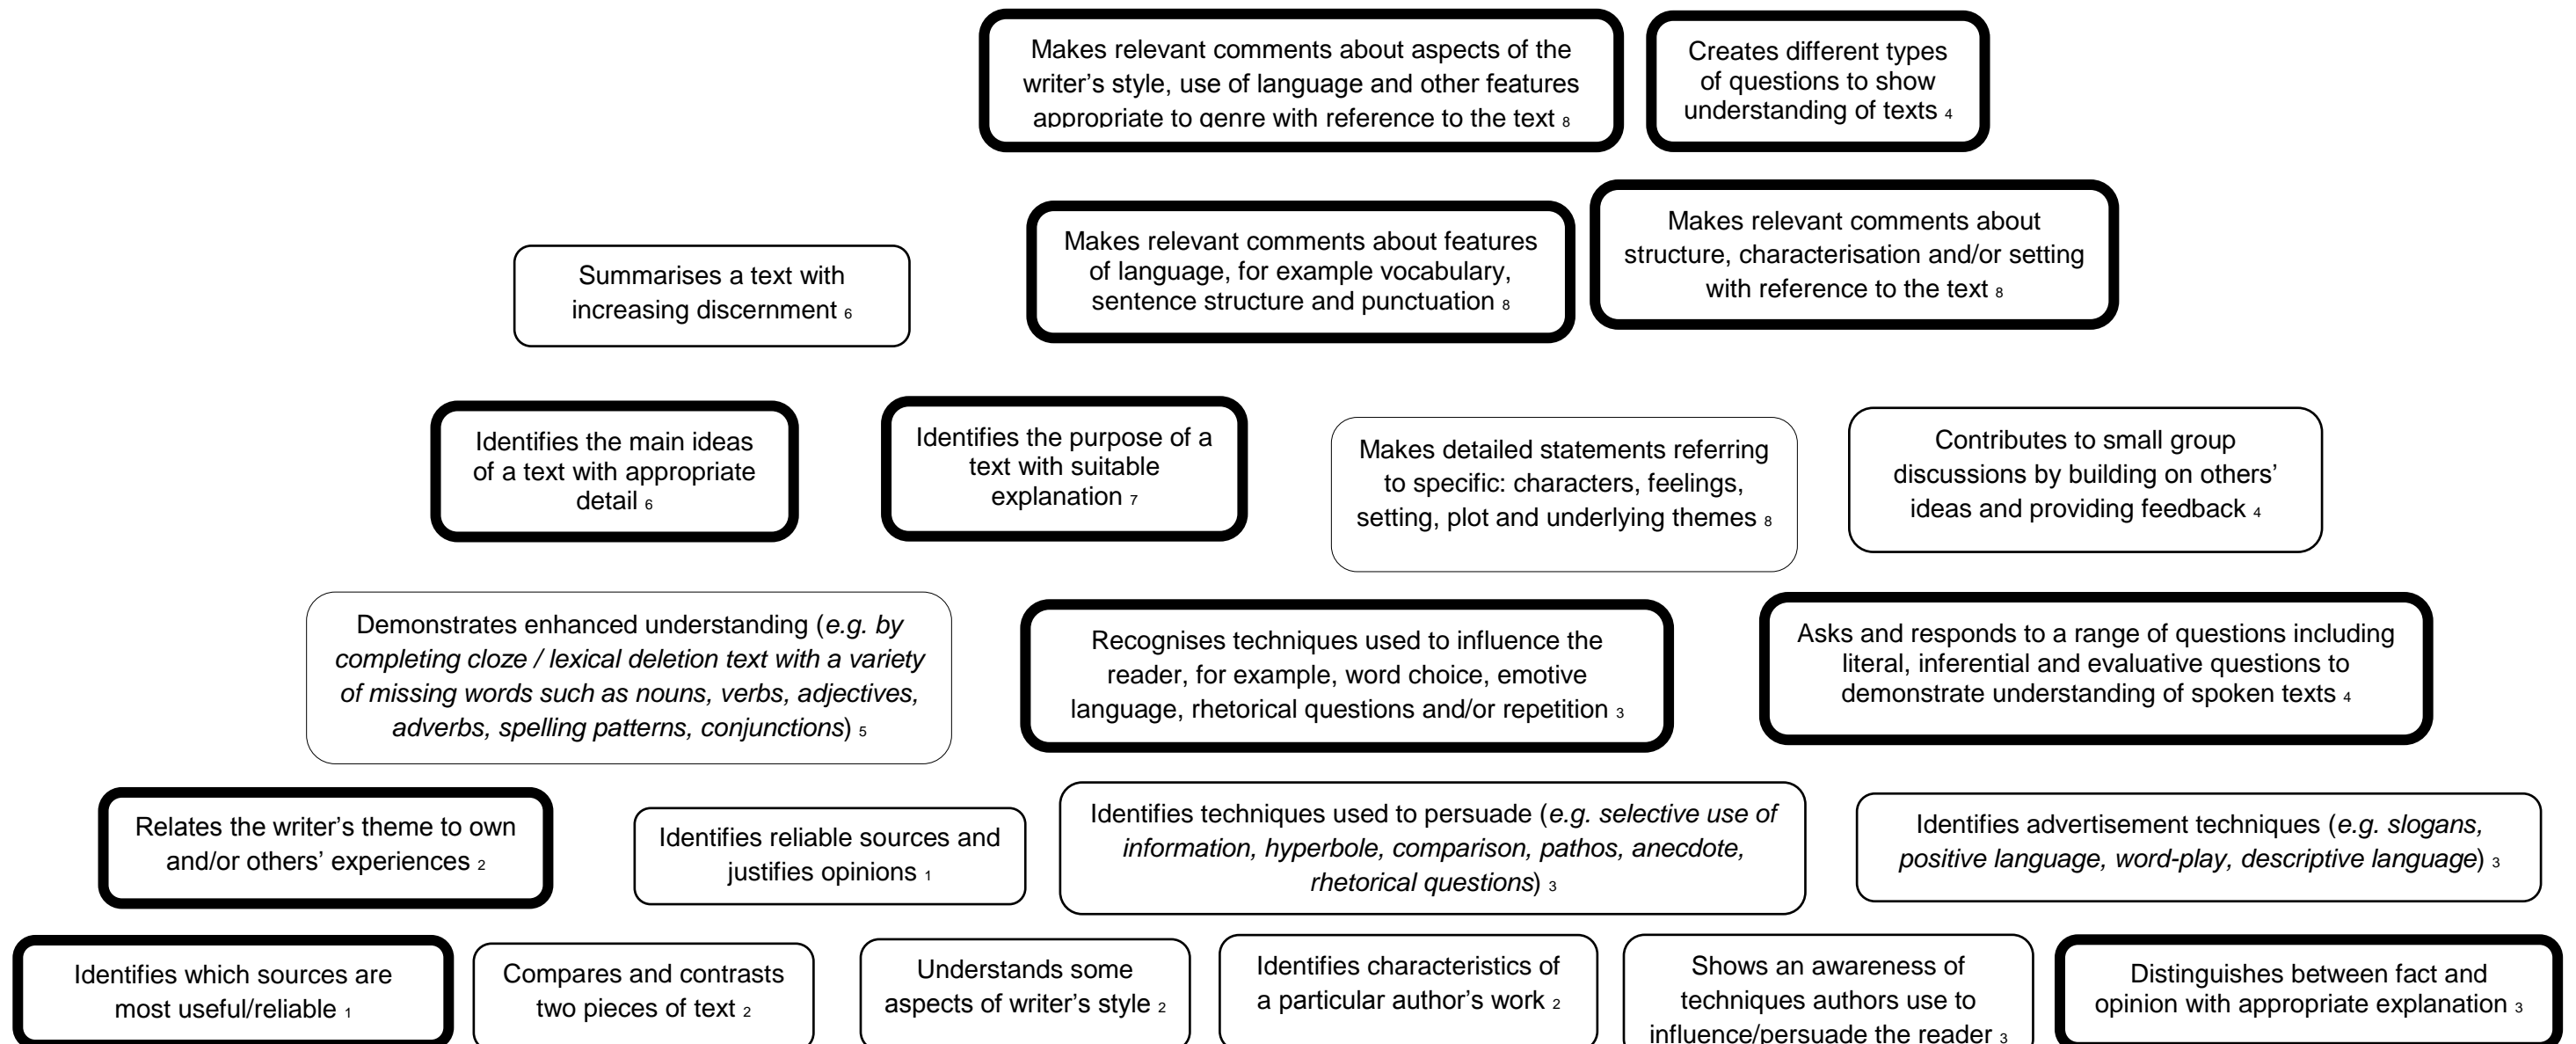 Makes relevant comments about aspects of the
writer's style, use of language and other features
appropriate to genre with reference to the text 8
Creates different types
of questions to show
understanding of texts 4
Summarises a text with
increasing discernment 6
Makes relevant comments about features
of language, for example vocabulary,
sentence structure and punctuation 8
Makes relevant comments about
structure, characterisation and/or setting
with reference to the text 8
Identifies the main ideas
of a text with appropriate
detail 6
Identifies the purpose of a
text with suitable
explanation 7
Makes detailed statements referring
to specific: characters, feelings,
setting, plot and underlying themes 8
Contributes to small group
discussions by building on others'
ideas and providing feedback 4
Demonstrates enhanced understanding (e.g. by
completing cloze / lexical deletion text with a variety
of missing words such as nouns, verbs, adjectives,
adverbs, spelling patterns, conjunctions) 5
Recognises techniques used to influence the
reader, for example, word choice, emotive
language, rhetorical questions and/or repetition 3
Asks and responds to a range of questions including
literal, inferential and evaluative questions to
demonstrate understanding of spoken texts 4
Relates the writer's theme to own
and/or others' experiences 2
Identifies reliable sources and
justifies opinions 1
Identifies techniques used to persuade (e.g. selective use of
information, hyperbole, comparison, pathos, anecdote,
rhetorical questions) 3
Identifies advertisement techniques (e.g. slogans,
positive language, word-play, descriptive language) 3
Identifies which sources are
most useful/reliable 1
Compares and contrasts
two pieces of text 2
Understands some
aspects of writer's style 2
Identifies characteristics of
a particular author's work 2
Shows an awareness of
techniques authors use to
influence/persuade the reader 3
Distinguishes between fact and
opinion with appropriate explanation 3